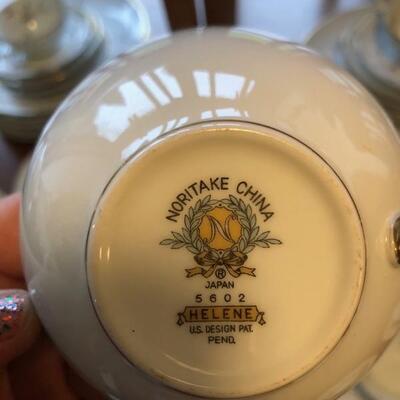 NORITAKE CHINA
N
®
JAPAN
5602
HELENE
U.S. DESIGN PAT.
PEND.